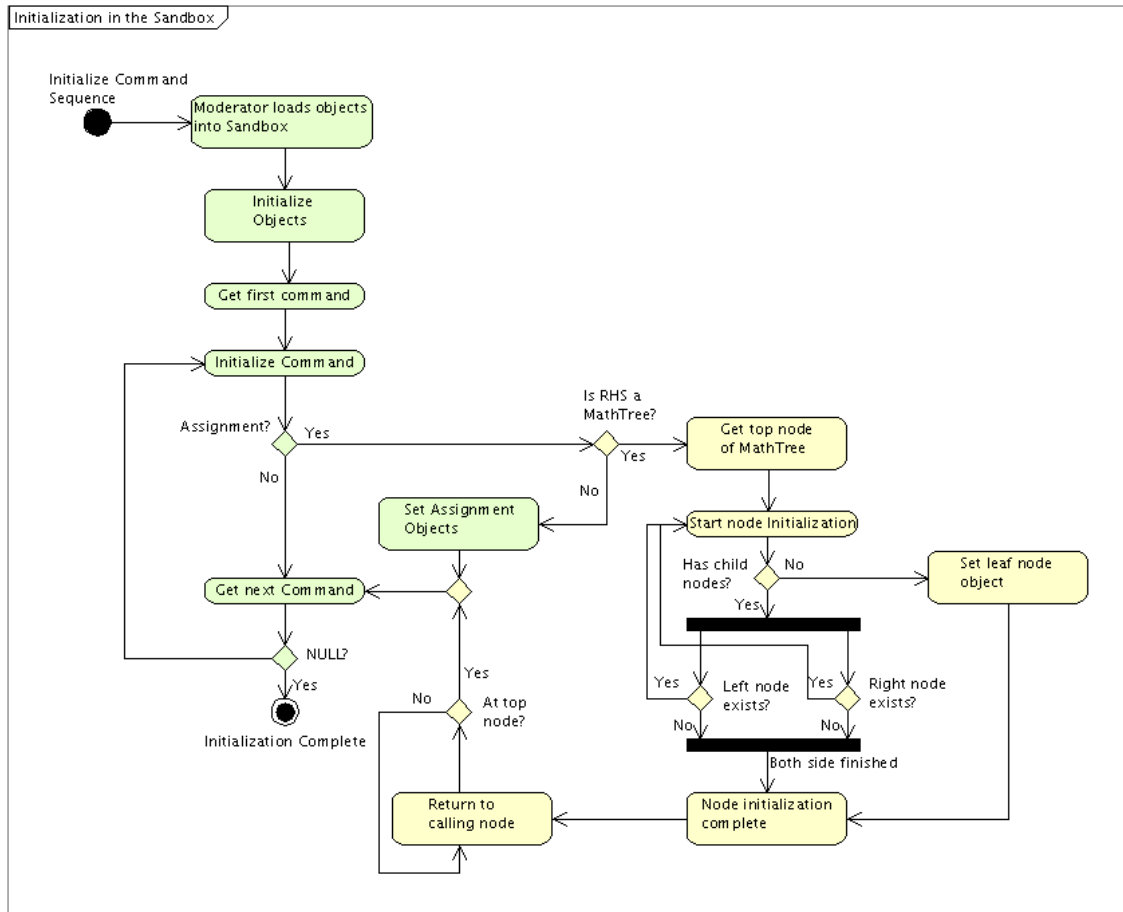 Initialization in the Sandbox
Initialize Command
Sequence
Moderator loads objects
into Sandbox
Initialize
Objects
Get first command
Initialize Command
Assignment?
Yes
No
Is RHS a
MathTree?
Yes
No
Get top node
of MathTree
Set Assignment
Objects
Start node Initialization
Has child
nodes?
No
Yes
Set leaf node
object
Get next Command
NULL?
Yes
Initialization Complete
Yes
No
At top
node?
Yes
Left node
exists?
No
Yes
Right node
exists?
No
Both side finished
Return to
calling node
Node initialization
complete